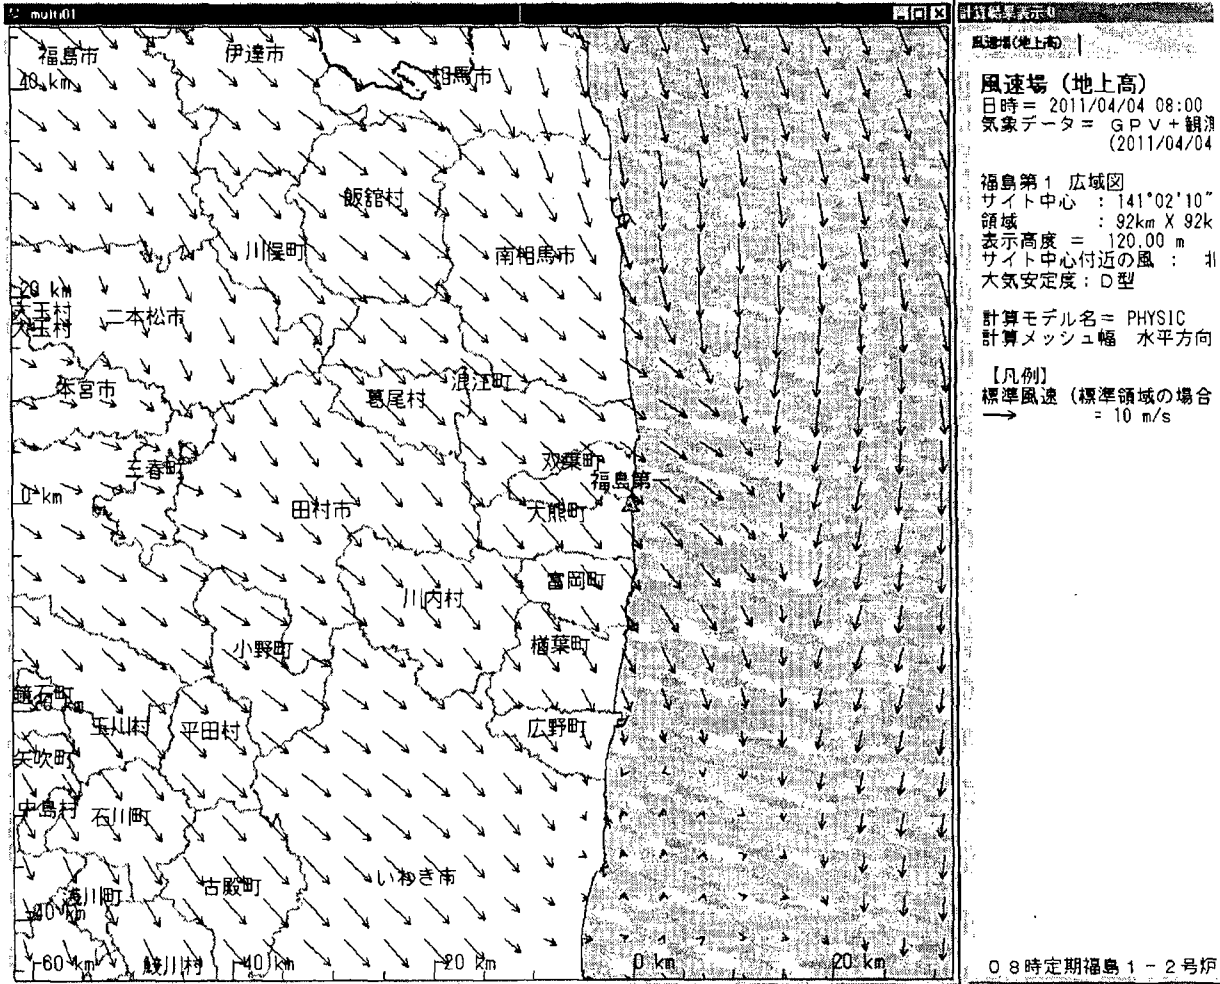 multi01
福島市
伊達市
相馬市
40 km
飯舘村
川俣町
南相馬市
20 km
大玉村
大玉村
二本松市
本宮市
浪江町
葛尾村
三春町
双葉町
福島第一
0 km
田村市
大熊町
富岡町
川内村
小野町
楢葉町
鏡石町
玉川村
平田村
広野町
矢吹町
中島村
石川町
いわき市
古殿町
浅川町
-60 km
鮫川村
-40 km
-20 km
0 km
20 km
計算結果表示
風速場(地上高)
風速場 (地上高)
日時= 2011/04/04 08:00
気象データ= GPV+観測
(2011/04/04
福島第1 広域図
サイト中心 : 141°02'10"
領域 : 92km X 92k
表示高度 = 120.00 m
サイト中心付近の風 : 北
大気安定度:D型
計算モデル名= PHYSIC
計算メッシュ幅 水平方向
【凡例】
標準風速 (標準領域の場合
→ = 10 m/s
08時定期福島1-2号炉